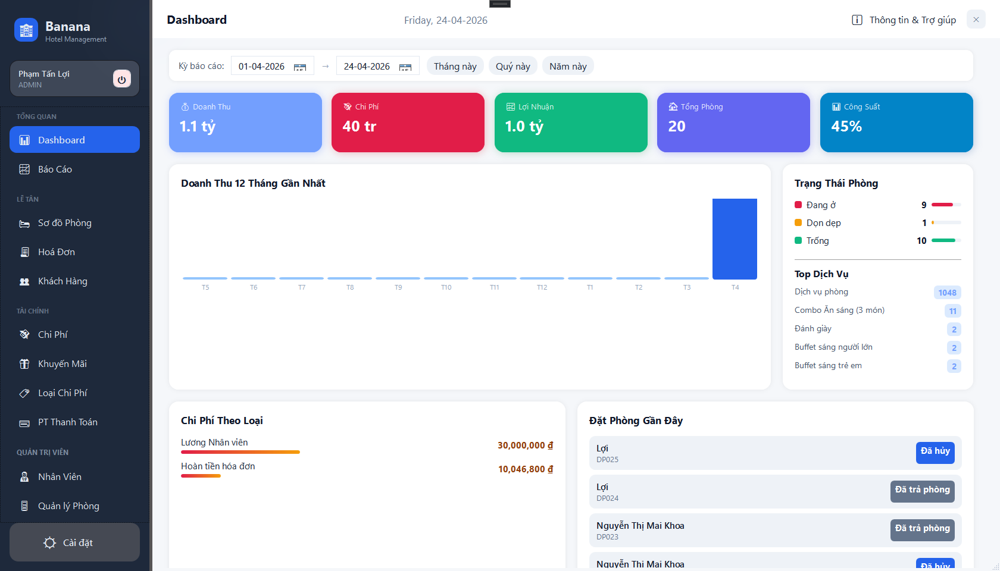 Banana
Hotel Management
Phạm Tấn Lợi
ADMIN
TỔNG QUAN
Dashboard
Báo Cáo
LỄ TÂN
Sơ đồ Phòng
Hoá Đơn
Khách Hàng
TÀI CHÍNH
Chi Phí
Khuyến Mãi
Loại Chi Phí
PT Thanh Toán
QUẢN TRỊ VIÊN
Nhân Viên
Quản lý Phòng
Cài đặt
Dashboard
Friday, 24-04-2026
Thông tin & Trợ giúp
Kỳ báo cáo: 01-04-2026 → 24-04-2026 Tháng này Quý này Năm nay
Doanh Thu
1.1 tỷ
Chi Phí
40 tr
Lợi Nhuận
1.0 tỷ
Tổng Phòng
20
Công Suất
45%
Doanh Thu 12 Tháng Gần Nhất
T5 T6 T7 T8 T9 T10 T11 T12 T1 T2 T3 T4
Trạng Thái Phòng
Đang ở 9
Dọn dẹp 1
Trống 10
Top Dịch Vụ
Dịch vụ phòng 1048
Combo Ăn sáng (3 món) 11
Đánh giày 2
Buffet sáng người lớn 2
Buffet sáng trẻ em 2
Chi Phí Theo Loại
Lương Nhân viên 30,000,000 ₫
Hoàn tiền hóa đơn 10,046,800 ₫
Đặt Phòng Gần Đây
Lợi
DP025
Đã hủy
Lợi
DP024
Đã trả phòng
Nguyễn Thị Mai Khoa
DP023
Đã trả phòng
Nguyễn Thị Mai Khoa
Đã hủy